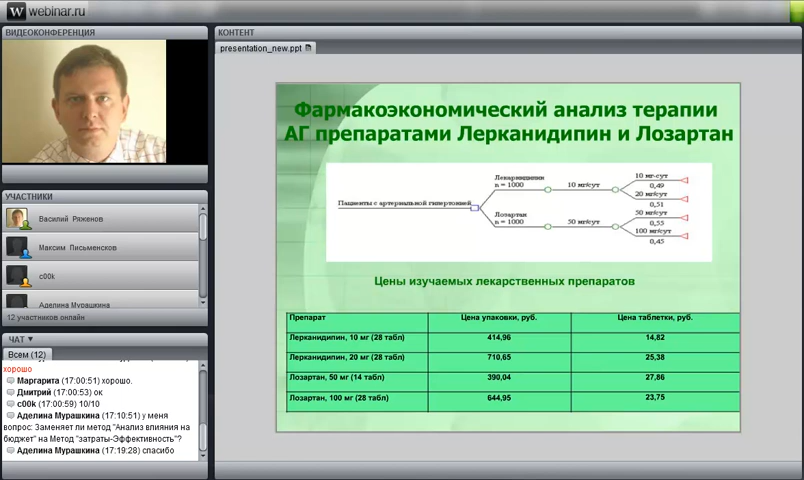 webinar.ru
ВИДЕОКОНФЕРЕНЦИЯ
УЧАСТНИКИ
Василий Ряженов
Максим Письменсков
c00k
Аделина Мурашкина
12 участников онлайн
ЧАТ
Всем (12)
хорошо
Маргарита (17:00:51) хорошо.
Дмитрий (17:00:53) ок
c00k (17:00:59) 10/10
Аделина Мурашкина (17:10:51) у меня
вопрос: Заменяет ли метод "Анализ влияния на
бюджет" на Метод "затраты-Эффективность"?
Аделина Мурашкина (17:19:28) спасибо
КОНТЕНТ
presentation_new.ppt
Фармакоэкономический анализ терапии
АГ препаратами Лерканидипин и Лозартан
Пациенты с артериальной гипертонией
Лекарнидипин
n = 1000
10 мг/сут
10 мг-сут
0,49
20 мг/сут
0,51
Лозартан
n = 1000
50 мг/сут
50 мг/сут
0,55
100 мг/сут
0,45
Цены изучаемых лекарственных препаратов
Препарат Цена упаковки, руб. Цена таблетки, руб.
Лерканидипин, 10 мг (28 табл) 414,96 14,82
Лерканидипин, 20 мг (28 табл) 710,65 25,38
Лозартан, 50 мг (14 табл) 390,04 27,86
Лозартан, 100 мг (28 табл) 644,95 23,75